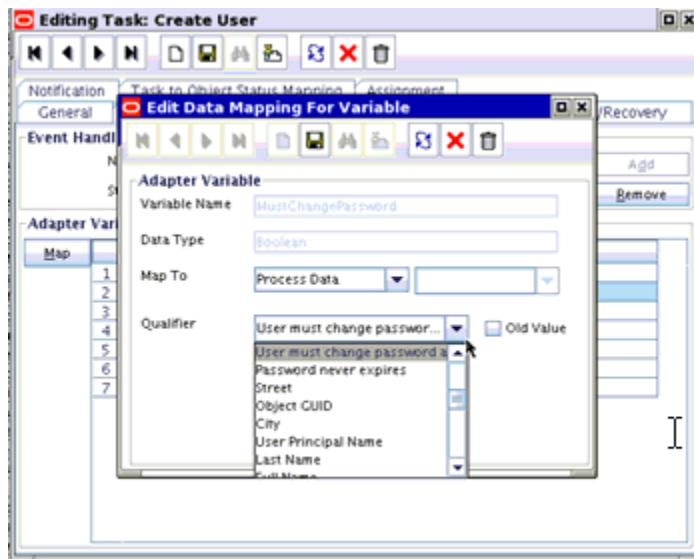 Editing Task: Create User
Notification Task to Object Status Mapping Assignment
General /Recovery
Edit Data Mapping For Variable
Event Handl
Add
Remove
Adapter Variable
Variable Name MustChangePassword
Data Type Boolean
Map To Process Data
Qualifier User must change passwor... Old Value
Adapter Vari
Map
1
2
3
4
5
6
7
User must change password a
Password never expires
Street
Object GUID
City
User Principal Name
Last Name
Full Name